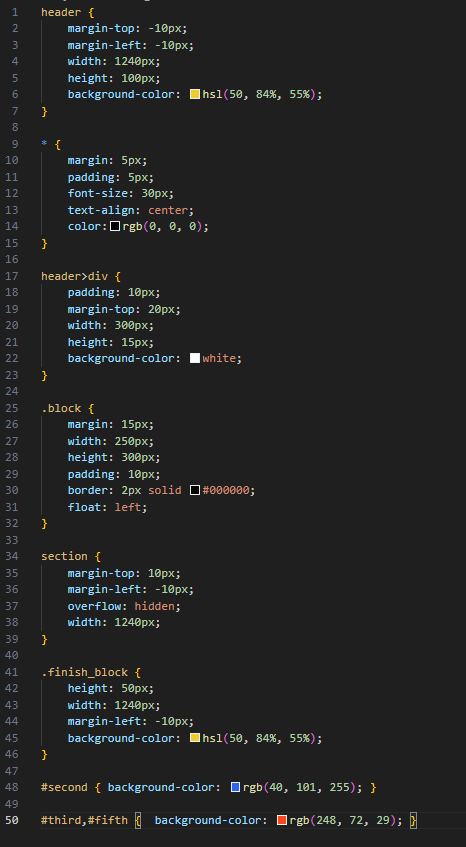 1 header {
2     margin-top: -10px;
3     margin-left: -10px;
4     width: 1240px;
5     height: 100px;
6     background-color: hsl(50, 84%, 55%);
7 }
8
9 * {
10     margin: 5px;
11     padding: 5px;
12     font-size: 30px;
13     text-align: center;
14     color:rgb(0, 0, 0);
15 }
16
17 header>div {
18     padding: 10px;
19     margin-top: 20px;
20     width: 300px;
21     height: 15px;
22     background-color: white;
23 }
24
25 .block {
26     margin: 15px;
27     width: 250px;
28     height: 300px;
29     padding: 10px;
30     border: 2px solid #000000;
31     float: left;
32 }
33
34 section {
35     margin-top: 10px;
36     margin-left: -10px;
37     overflow: hidden;
38     width: 1240px;
39 }
40
41 .finish_block {
42     height: 50px;
43     width: 1240px;
44     margin-left: -10px;
45     background-color: hsl(50, 84%, 55%);
46 }
47
48 #second { background-color: rgb(40, 101, 255); }
49
50 #third,#fifth {  background-color: rgb(248, 72, 29); }